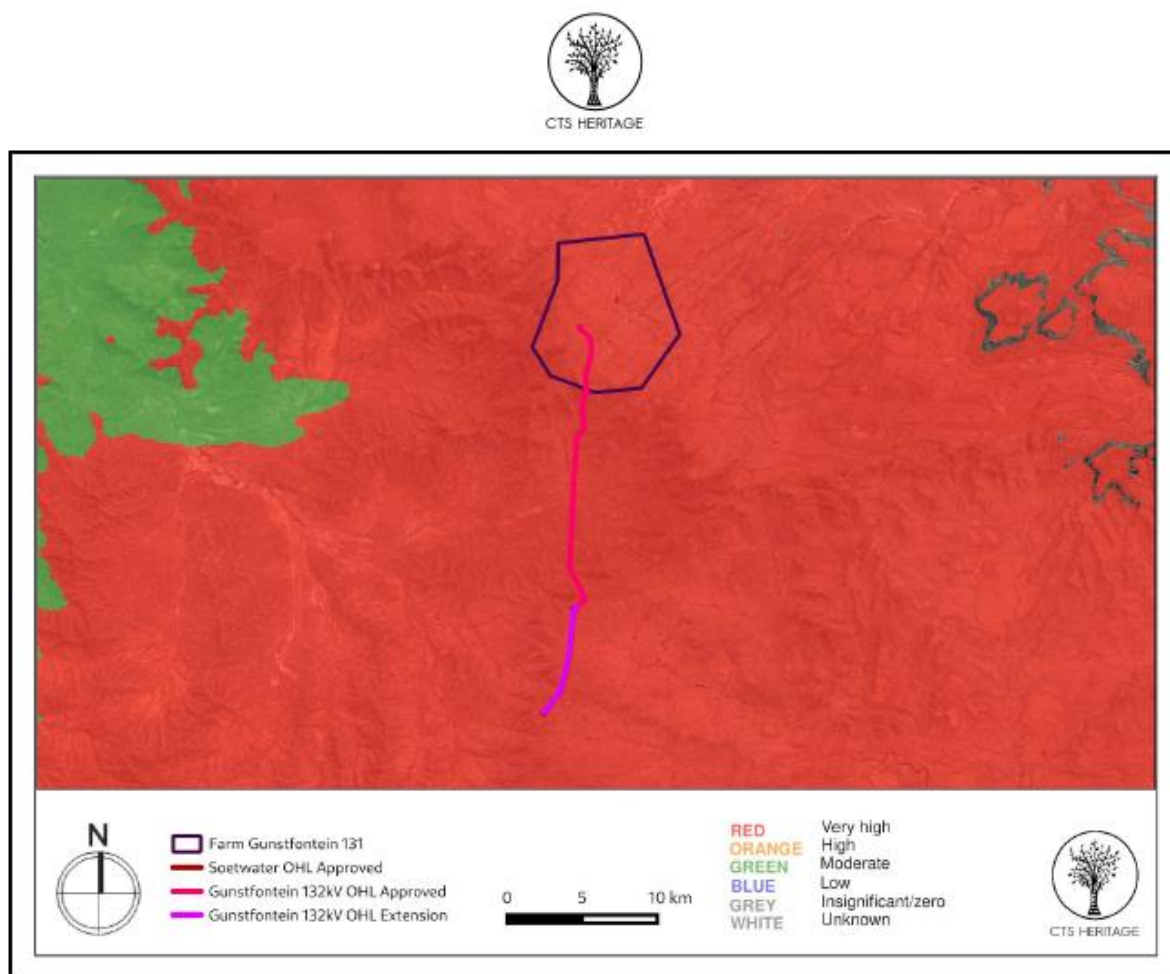 CTS HERITAGE
N
Farm Gunstfontein 131
Soetwater OHL Approved
Gunstfontein 132kV OHL Approved
Gunstfontein 132kV OHL Extension
0 5 10 km
RED Very high
ORANGE High
GREEN Moderate
BLUE Low
GREY Insignificant/zero
WHITE Unknown
CTS HERITAGE